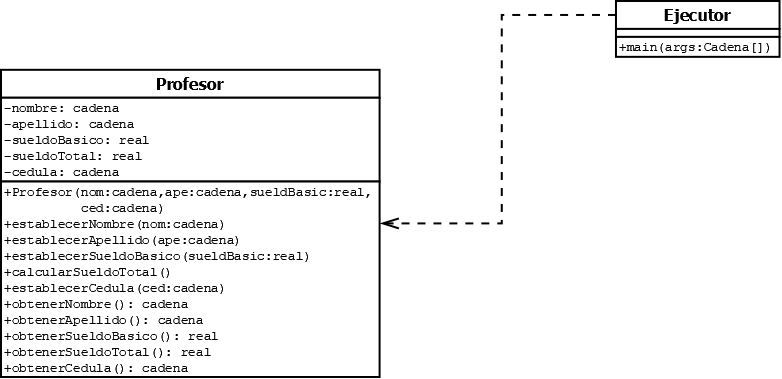 Ejecutor
+main(args:Cadena[])
Profesor
-nombre: cadena
-apellido: cadena
-sueldoBasico: real
-sueldoTotal: real
-cedula: cadena
+Profesor(nom:cadena,ape:cadena,sueldBasic:real,
ced:cadena)
+establecerNombre(nom:cadena)
+establecerApellido(ape:cadena)
+establecerSueldoBasico(sueldBasic:real)
+calcularSueldoTotal()
+establecerCedula(ced:cadena)
+obtenerNombre(): cadena
+obtenerApellido(): cadena
+obtenerSueldoBasico(): real
+obtenerSueldoTotal(): real
+obtenerCedula(): cadena